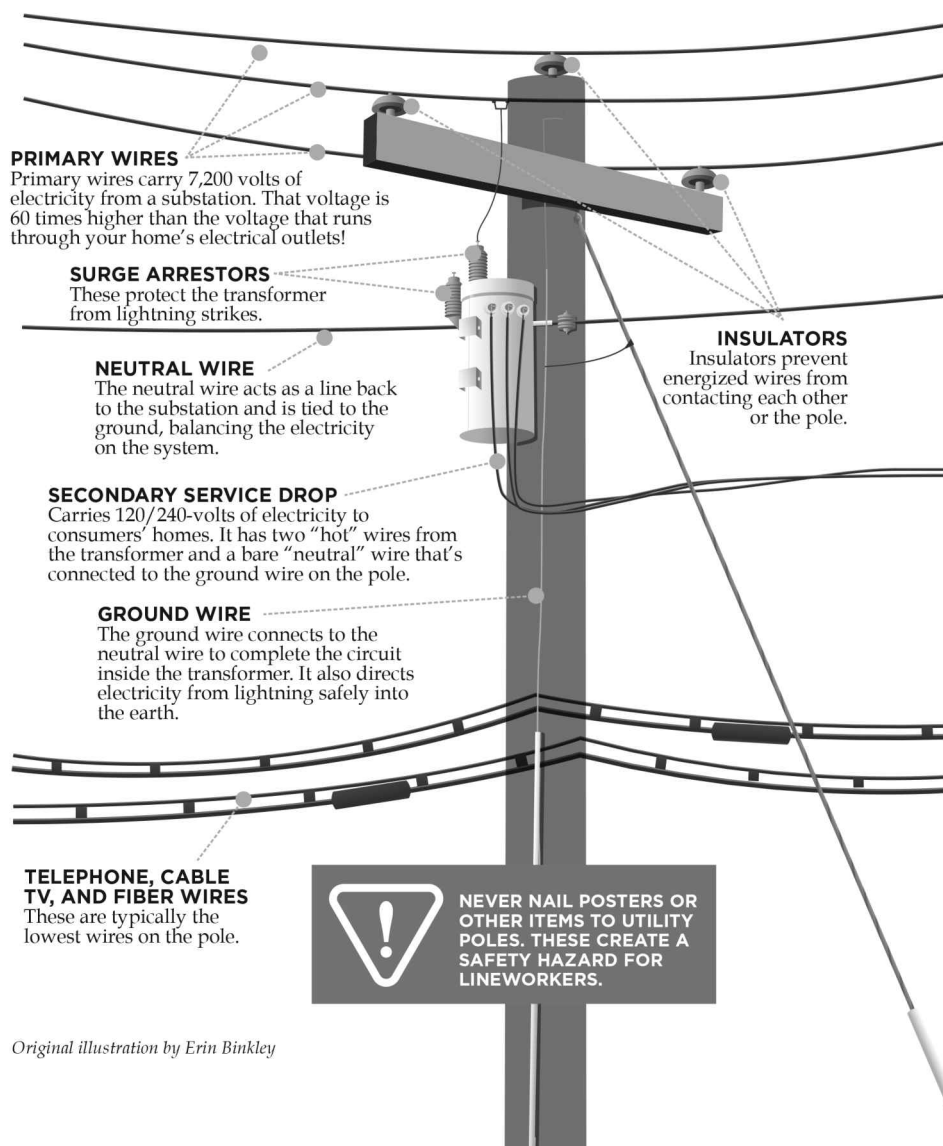 PRIMARY WIRES
Primary wires carry 7,200 volts of
electricity from a substation. That voltage is
60 times higher than the voltage that runs
through your home's electrical outlets!
SURGE ARRESTORS
These protect the transformer
from lightning strikes.
NEUTRAL WIRE
The neutral wire acts as a line back
to the substation and is tied to the
ground, balancing the electricity
on the system.
INSULATORS
Insulators prevent
energized wires from
contacting each other
or the pole.
SECONDARY SERVICE DROP
Carries 120/240-volts of electricity to
consumers' homes. It has two “hot” wires from
the transformer and a bare “neutral” wire that's
connected to the ground wire on the pole.
GROUND WIRE
The ground wire connects to the
neutral wire to complete the circuit
inside the transformer. It also directs
electricity from lightning safely into
the earth.
TELEPHONE, CABLE
TV, AND FIBER WIRES
These are typically the
lowest wires on the pole.
!
NEVER NAIL POSTERS OR
OTHER ITEMS TO UTILITY
POLES. THESE CREATE A
SAFETY HAZARD FOR
LINEWORKERS.
Original illustration by Erin Binkley